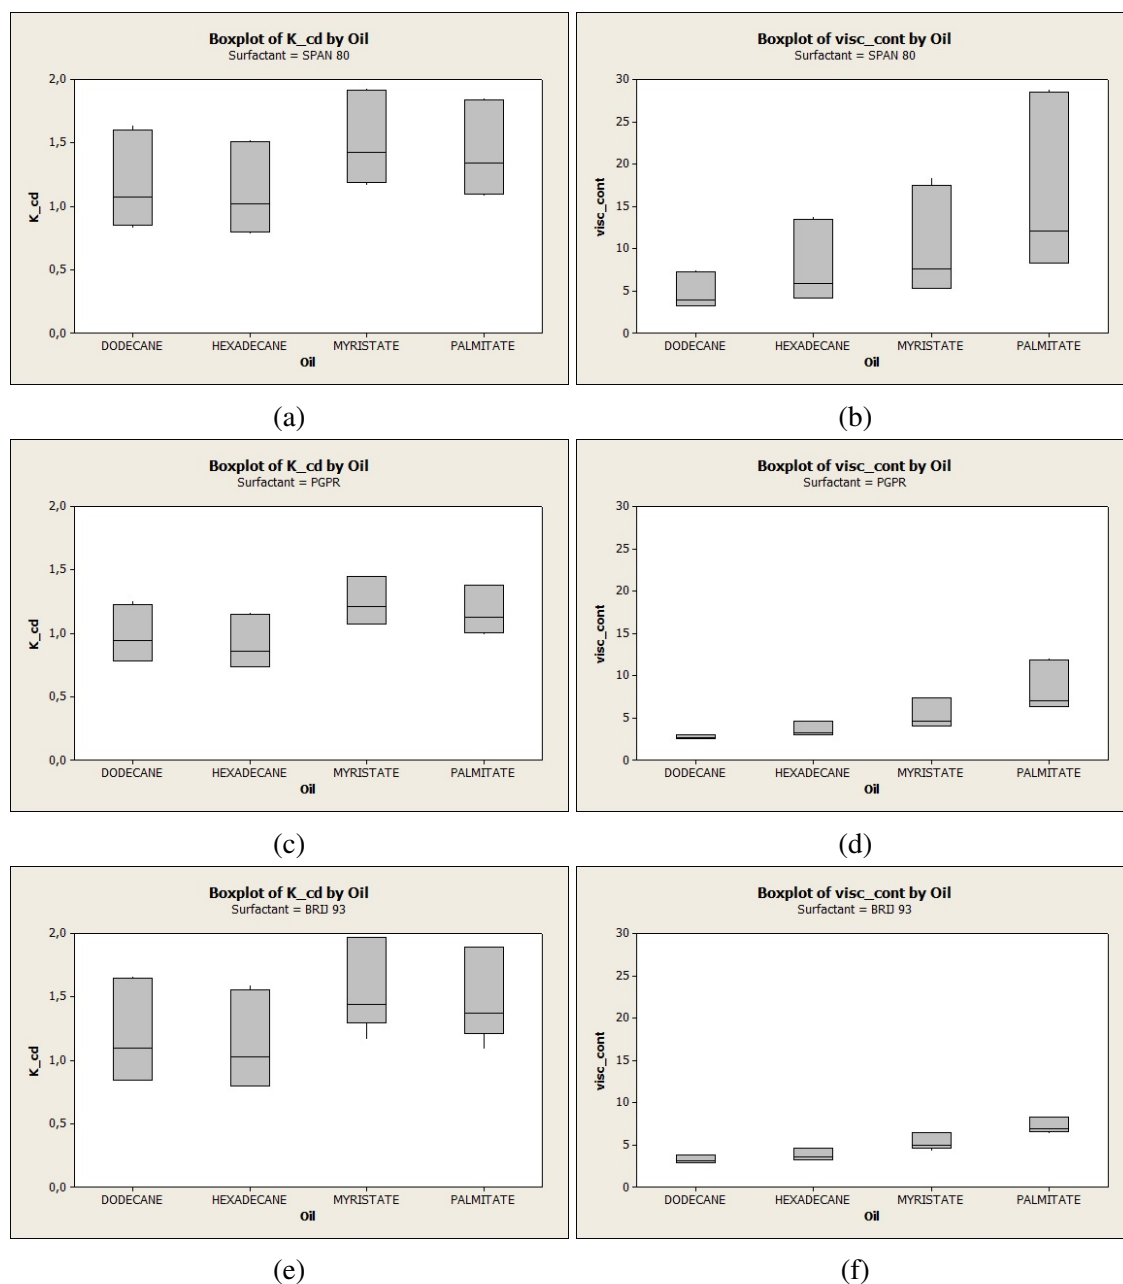 Boxplot of K_cd by Oil
Surfactant = SPAN 80
2,0
1,5
1,0
0,5
0,0
K_cd
DODECANE HEXADECANE MYRISTATE PALMITATE
Oil
(a)
Boxplot of visc_cont by Oil
Surfactant = SPAN 80
30
25
20
15
10
5
0
visc_cont
DODECANE HEXADECANE MYRISTATE PALMITATE
Oil
(b)
Boxplot of K_cd by Oil
Surfactant = PGPR
2,0
1,5
1,0
0,5
0,0
K_cd
DODECANE HEXADECANE MYRISTATE PALMITATE
Oil
(c)
Boxplot of visc_cont by Oil
Surfactant = PGPR
30
25
20
15
10
5
0
visc_cont
DODECANE HEXADECANE MYRISTATE PALMITATE
Oil
(d)
Boxplot of K_cd by Oil
Surfactant = BRIJ 93
2,0
1,5
1,0
0,5
0,0
K_cd
DODECANE HEXADECANE MYRISTATE PALMITATE
Oil
(e)
Boxplot of visc_cont by Oil
Surfactant = BRIJ 93
30
25
20
15
10
5
0
visc_cont
DODECANE HEXADECANE MYRISTATE PALMITATE
Oil
(f)